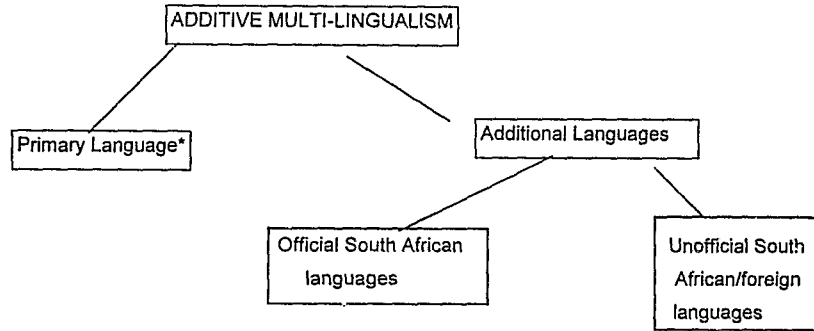 ADDITIVE MULTI-LINGUALISM
Primary Language*
Additional Languages
Official South African
languages
Unofficial South
African/foreign
languages